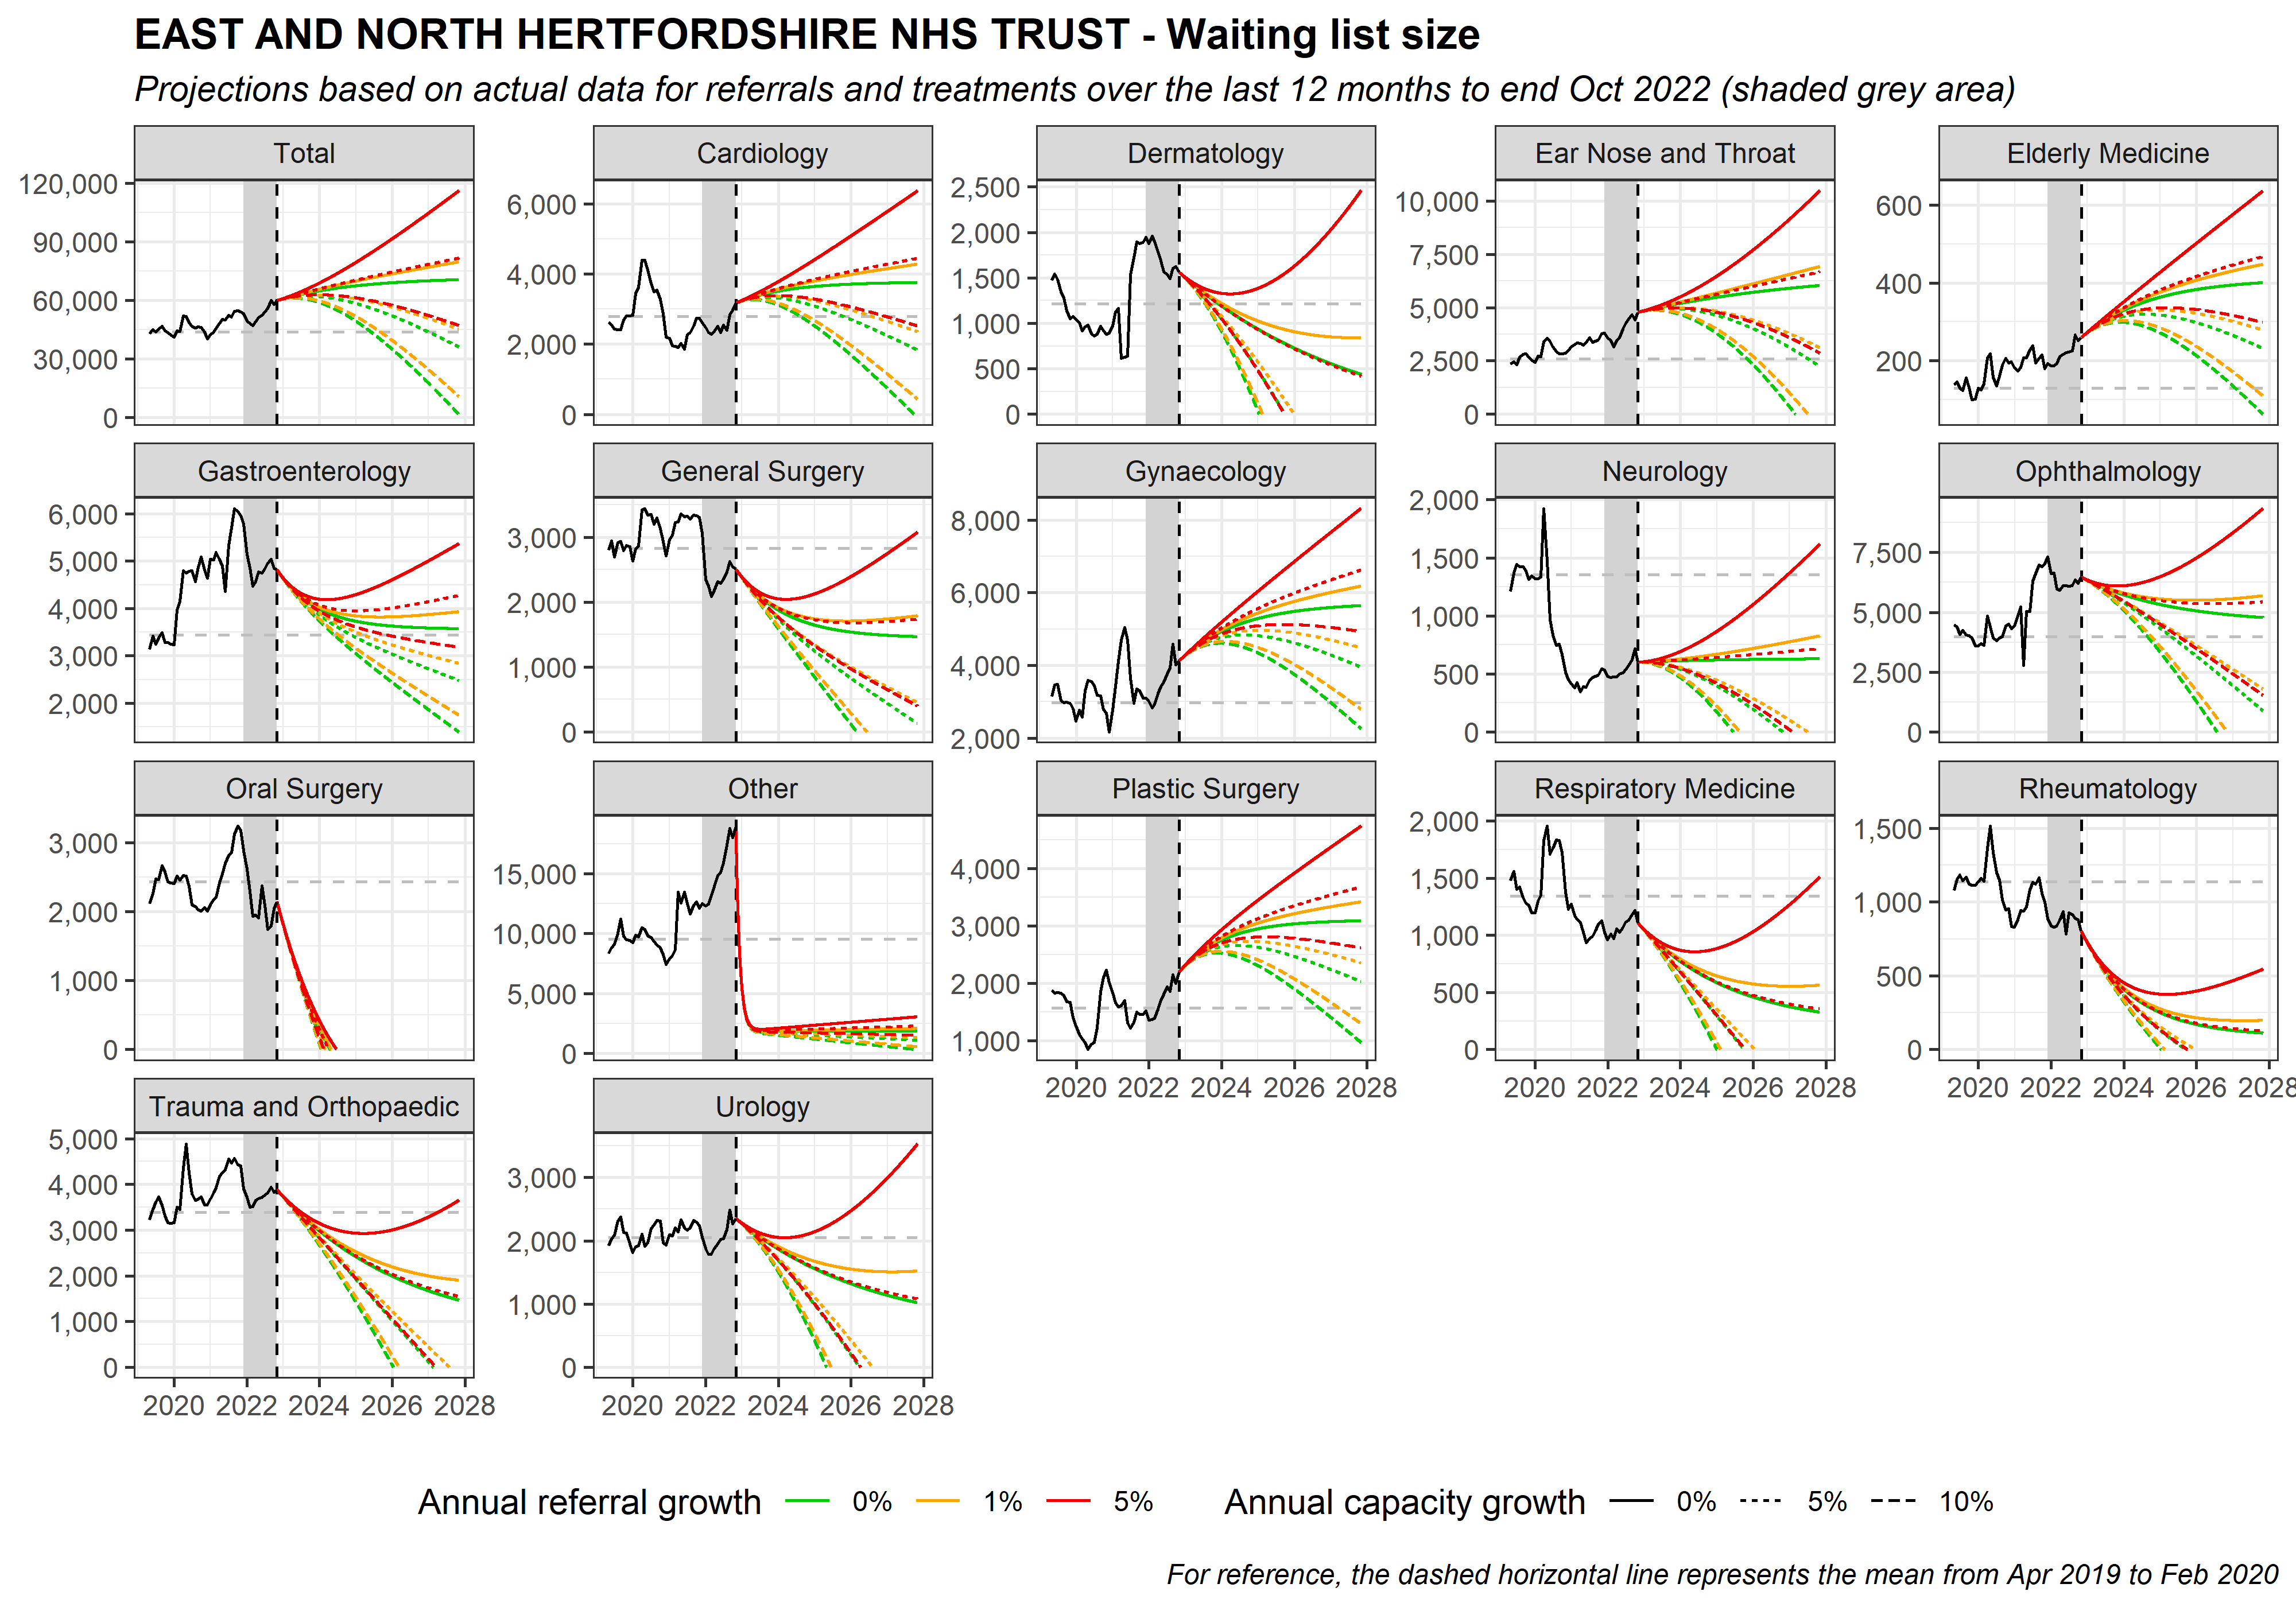 EAST AND NORTH HERTFORDSHIRE NHS TRUST - Waiting list size
Projections based on actual data for referrals and treatments over the last 12 months to end Oct 2022 (shaded grey area)
Total
120,000
90,000
60,000
30,000
0
Cardiology
6,000
4,000
2,000
0
Dermatology
2,500
2,000
1,500
1,000
500
0
Ear Nose and Throat
10,000
7,500
5,000
2,500
0
Elderly Medicine
600
400
200
Gastroenterology
6,000
5,000
4,000
3,000
2,000
General Surgery
3,000
2,000
1,000
0
Gynaecology
8,000
6,000
4,000
2,000
Neurology
2,000
1,500
1,000
500
0
Ophthalmology
7,500
5,000
2,500
0
Oral Surgery
3,000
2,000
1,000
0
Other
15,000
10,000
5,000
0
Plastic Surgery
4,000
3,000
2,000
1,000
2020 2022 2024 2026 2028
Respiratory Medicine
2,000
1,500
1,000
500
0
2020 2022 2024 2026 2028
Rheumatology
1,500
1,000
500
0
2020 2022 2024 2026 2028
Trauma and Orthopaedic
5,000
4,000
3,000
2,000
1,000
0
2020 2022 2024 2026 2028
Urology
3,000
2,000
1,000
0
2020 2022 2024 2026 2028
Annual referral growth 0% 1% 5% Annual capacity growth 0% 5% 10%
For reference, the dashed horizontal line represents the mean from Apr 2019 to Feb 2020